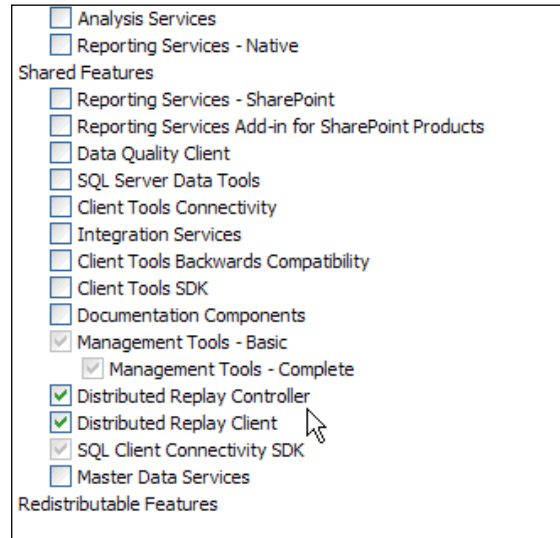 Analysis Services
Reporting Services - Native
Shared Features
Reporting Services - SharePoint
Reporting Services Add-in for SharePoint Products
Data Quality Client
SQL Server Data Tools
Client Tools Connectivity
Integration Services
Client Tools Backwards Compatibility
Client Tools SDK
Documentation Components
Management Tools - Basic
Management Tools - Complete
Distributed Replay Controller
Distributed Replay Client
SQL Client Connectivity SDK
Master Data Services
Redistributable Features